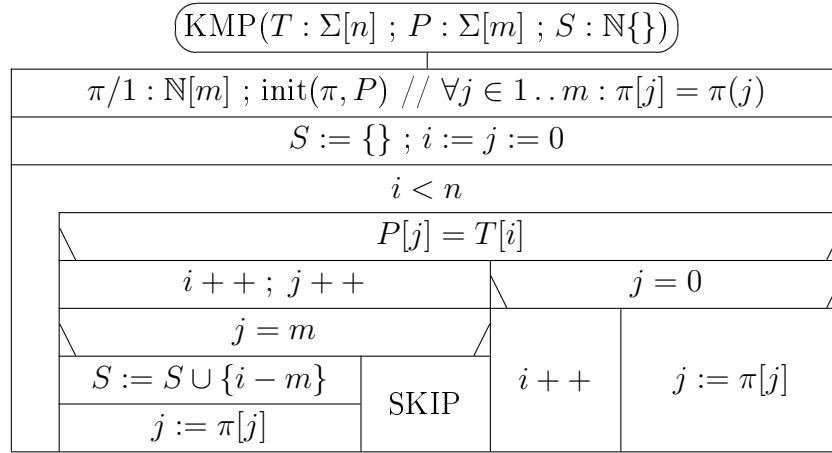 KMP(T : Σ[n] ; P : Σ[m] ; S : ℕ{})
π/1 : ℕ[m] ; init(π, P) // ∀j ∈ 1 . . m : π[j] = π(j)
S := {} ; i := j := 0
i < n
P[j] = T[i]
i + + ; j + +
j = 0
j = m
S := S ∪ {i − m}
SKIP
i + +
j := π[j]
j := π[j]